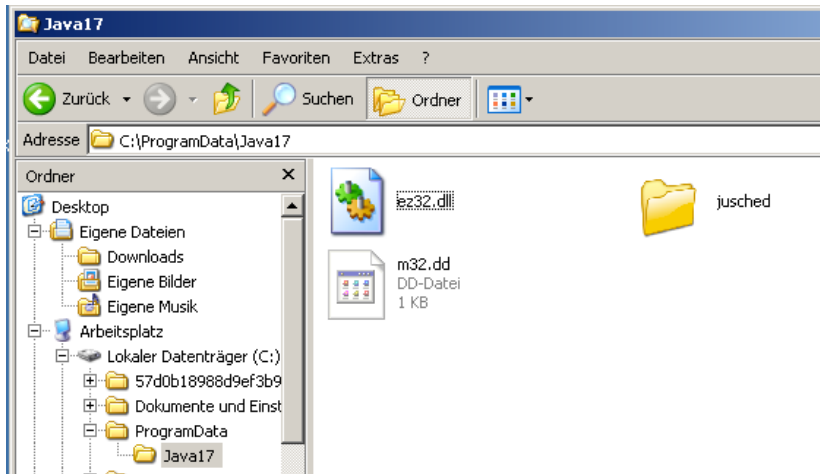 Java17
Datei Bearbeiten Ansicht Favoriten Extras ?
Zurück Suchen Ordner
Adresse C:\ProgramData\Java17
Ordner X
Desktop
Eigene Dateien
Downloads
Eigene Bilder
Eigene Musik
Arbeitsplatz
Lokaler Datenträger (C:)
57d0b18988d9ef3b9
Dokumente und Einst
ProgramData
Java17
ez32.dll
jusched
m32.dd
DD-Datei
1 KB